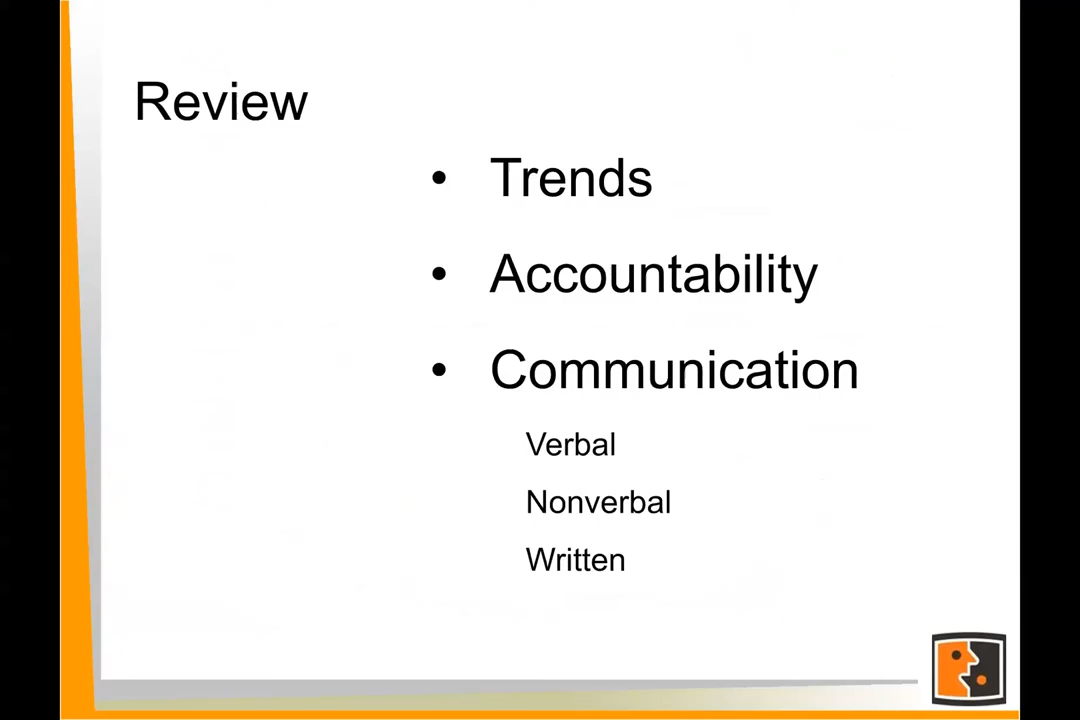 Review
• Trends
• Accountability
• Communication
Verbal
Nonverbal
Written